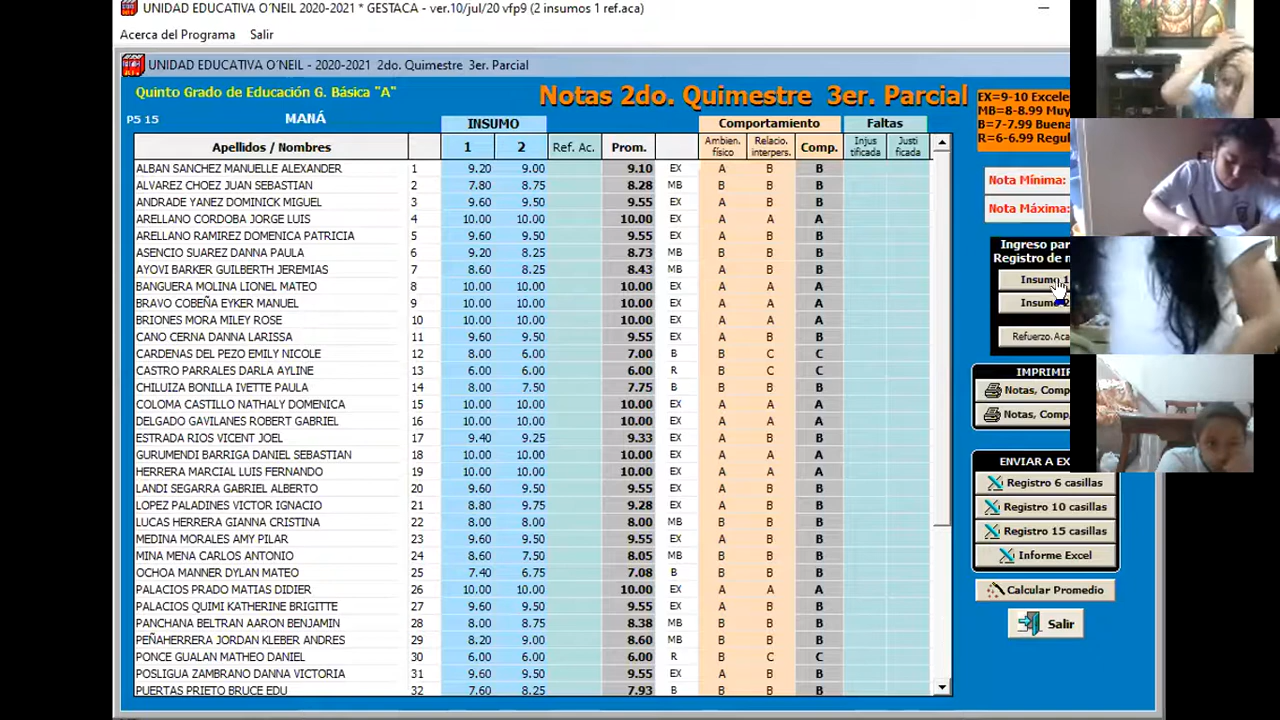 UNIDAD EDUCATIVA O´NEIL 2020-2021 * GESTACA - ver.10/jul/20 vfp9 (2 insumos 1 ref.aca)
Acerca del Programa Salir
UNIDAD EDUCATIVA O´NEIL - 2020-2021 2do. Quimestre 3er. Parcial
Quinto Grado de Educación G. Básica "A"
Notas 2do. Quimestre 3er. Parcial
P5 15 MANÁ
INSUMO Comportamiento Faltas
Apellidos / Nombres 1 2 Ref. Ac. Prom. Ambien. físico Relacio. interpers. Comp. Injus tificada Justi ficada
ALBAN SANCHEZ MANUELLE ALEXANDER 1 9.20 9.00 9.10 EX A B B
ALVAREZ CHOEZ JUAN SEBASTIAN 2 7.80 8.75 8.28 MB B B B
ANDRADE YANEZ DOMINICK MIGUEL 3 9.60 9.50 9.55 EX A B B
ARELLANO CORDOBA JORGE LUIS 4 10.00 10.00 10.00 EX A A A
ARELLANO RAMIREZ DOMENICA PATRICIA 5 9.60 9.50 9.55 EX A B B
ASENCIO SUAREZ DANNA PAULA 6 9.20 8.25 8.73 MB B B B
AYOVI BARKER GUILBERTH JEREMIAS 7 8.60 8.25 8.43 MB A B B
BANGUERA MOLINA LIONEL MATEO 8 10.00 10.00 10.00 EX A A A
BRAVO COBEÑA EYKER MANUEL 9 10.00 10.00 10.00 EX A A A
BRIONES MORA MILEY ROSE 10 10.00 10.00 10.00 EX A A A
CANO CERNA DANNA LARISSA 11 9.60 9.50 9.55 EX A B B
CARDENAS DEL PEZO EMILY NICOLE 12 8.00 6.00 7.00 B B C C
CASTRO PARRALES DARLA AYLINE 13 6.00 6.00 6.00 R B C C
CHILUIZA BONILLA IVETTE PAULA 14 8.00 7.50 7.75 B B B B
COLOMA CASTILLO NATHALY DOMENICA 15 10.00 10.00 10.00 EX A A A
DELGADO GAVILANES ROBERT GABRIEL 16 10.00 10.00 10.00 EX A A A
ESTRADA RIOS VICENT JOEL 17 9.40 9.25 9.33 EX A B B
GURUMENDI BARRIGA DANIEL SEBASTIAN 18 10.00 10.00 10.00 EX A A A
HERRERA MARCIAL LUIS FERNANDO 19 10.00 10.00 10.00 EX A A A
LANDI SEGARRA GABRIEL ALBERTO 20 9.60 9.50 9.55 EX A B B
LOPEZ PALADINES VICTOR IGNACIO 21 8.80 9.75 9.28 EX A B B
LUCAS HERRERA GIANNA CRISTINA 22 8.00 8.00 8.00 MB B B B
MEDINA MORALES AMY PILAR 23 9.60 9.50 9.55 EX A B B
MINA MENA CARLOS ANTONIO 24 8.60 7.50 8.05 MB B B B
OCHOA MANNER DYLAN MATEO 25 7.40 6.75 7.08 B B B B
PALACIOS PRADO MATIAS DIDIER 26 10.00 10.00 10.00 EX A A A
PALACIOS QUIMI KATHERINE BRIGITTE 27 9.60 9.50 9.55 EX A B B
PANCHANA BELTRAN AARON BENJAMIN 28 8.00 8.75 8.38 MB B B B
PEÑAHERRERA JORDAN KLEBER ANDRES 29 8.20 9.00 8.60 MB B B B
PONCE GUALAN MATHEO DANIEL 30 6.00 6.00 6.00 R B C C
POSLIGUA ZAMBRANO DANNA VICTORIA 31 9.60 9.50 9.55 EX A B B
PUERTAS PRIETO BRUCE EDU 32 7.60 8.25 7.93 B B B B
EX=9-10 Excele
MB=8-8.99 Muy
B=7-7.99 Buena
R=6-6.99 Regul
Nota Mínima:
Nota Máxima:
Ingreso par
Registro de n
Insumo 1
Insumo 2
Refuerzo.Aca
IMPRIMIR
Notas, Comp
Notas, Comp
ENVIAR A EX
Registro 6 casillas
Registro 10 casillas
Registro 15 casillas
Informe Excel
Calcular Promedio
Salir